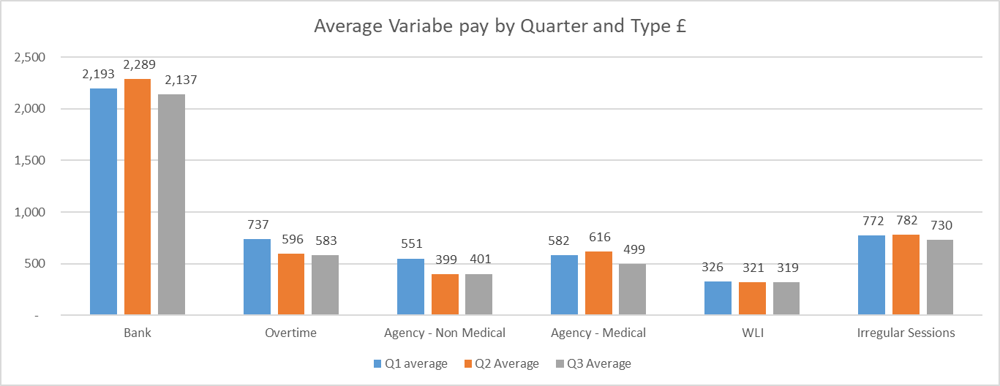 Average Variabe pay by Quarter and Type £
2,500
2,000
1,500
1,000
500
-
2,193 2,289 2,137
737 596 583
551 399 401
582 616 499
326 321 319
772 782 730
Bank Overtime Agency - Non Medical Agency - Medical WLI Irregular Sessions
Q1 average Q2 Average Q3 Average